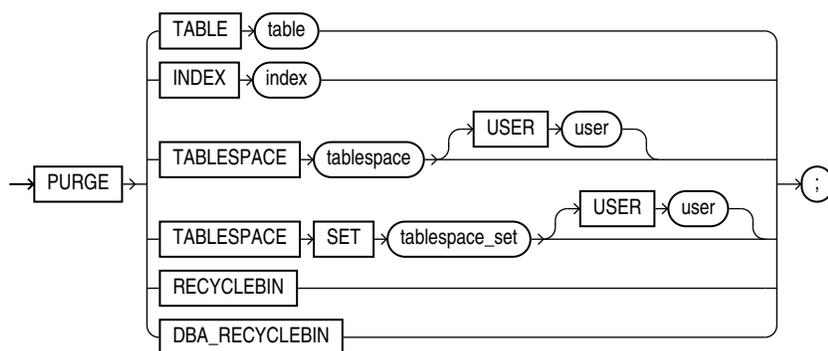 TABLE table
INDEX index
USER user
TABLESPACE tablespace
PURGE ;
USER user
TABLESPACE SET tablespace_set
RECYCLEBIN
DBA_RECYCLEBIN